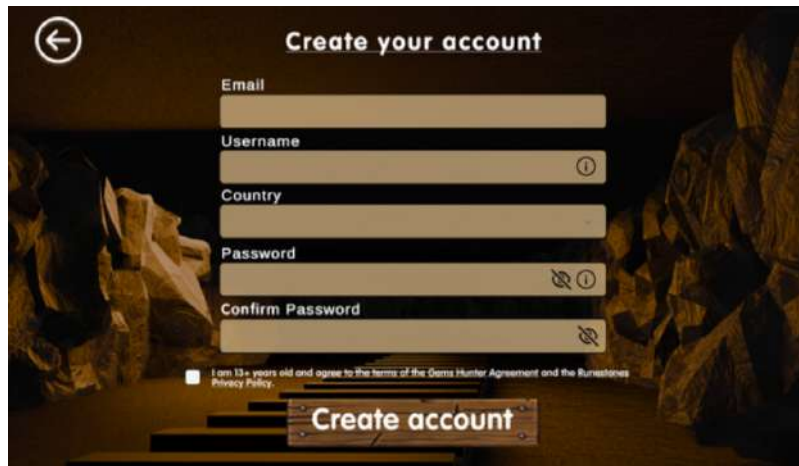 Create your account
Email
Username
Country
Password
Confirm Password
I am 13+ years old and agree to the terms of the Gems Hunter Agreement and the Runestones
Privacy Policy.
Create account